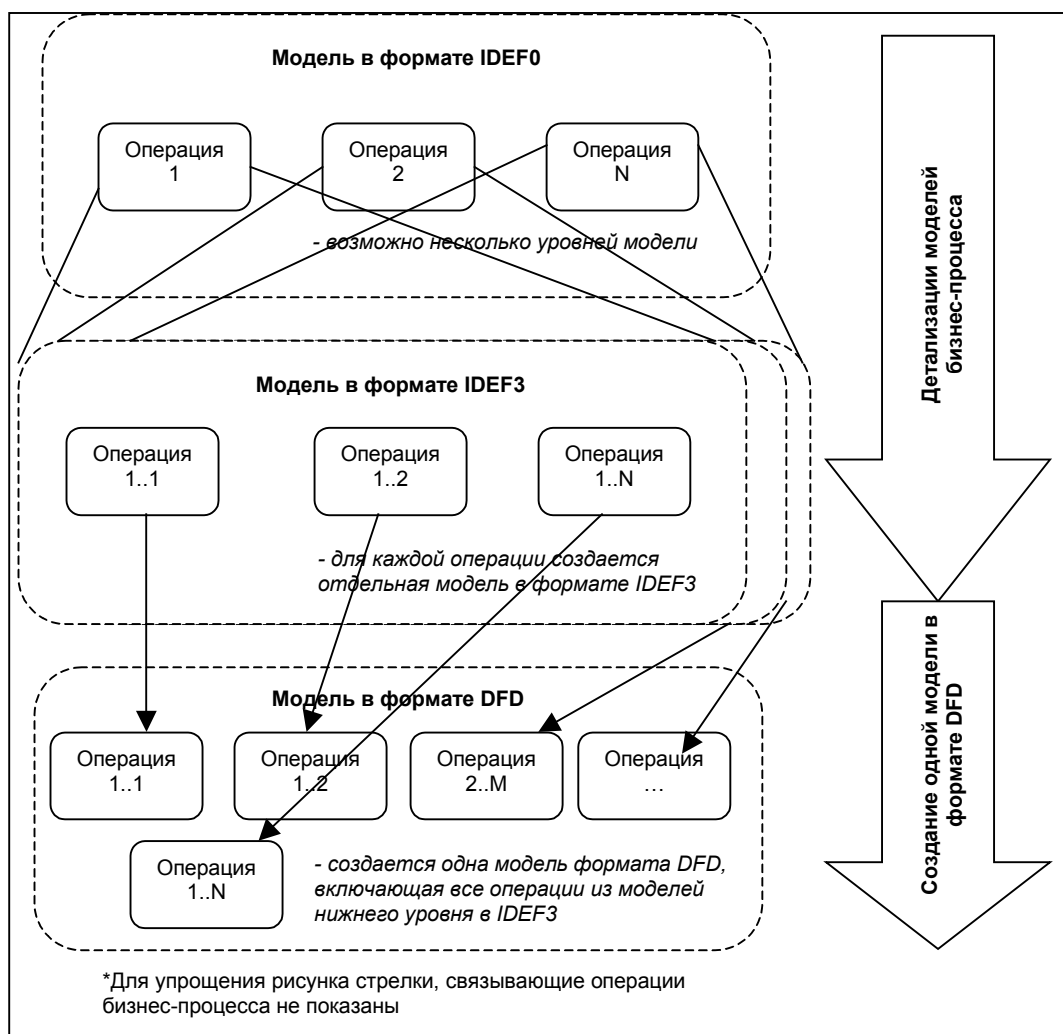 Модель в формате IDEF0
Операция
1
Операция
2
Операция
N
- возможно несколько уровней модели
Модель в формате IDEF3
Операция
1..1
Операция
1..2
Операция
1..N
- для каждой операции создается
отдельная модель в формате IDEF3
Модель в формате DFD
Операция
1..1
Операция
1..2
Операция
2..M
Операция
…
Операция
1..N
- создается одна модель формата DFD,
включающая все операции из моделей
нижнего уровня в IDEF3
*Для упрощения рисунка стрелки, связывающие операции
бизнес-процесса не показаны
Детализации моделей
бизнес-процесса
Создание одной модели в
формате DFD